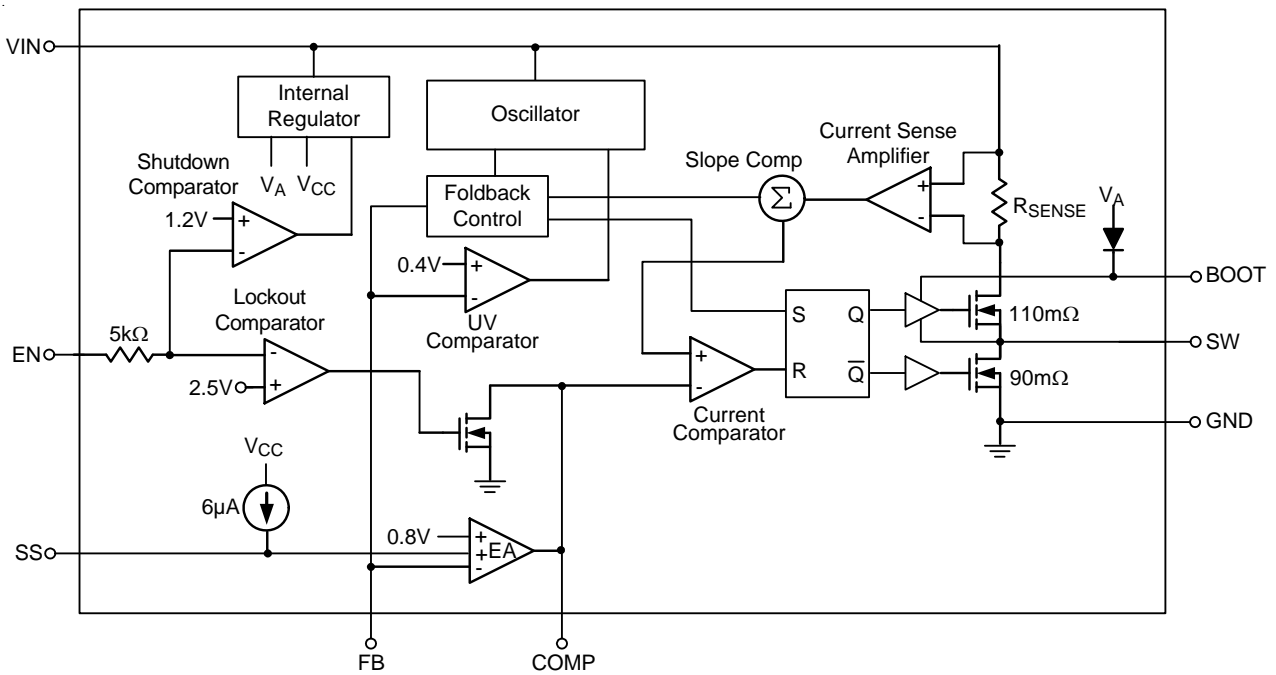 VIN
Internal
Regulator
Oscillator
Current Sense
Amplifier
Slope Comp
Shutdown
Comparator
VA
VCC
Foldback
Control
Σ
+
-
RSENSE
VA
1.2V
+
-
0.4V
+
-
UV
Comparator
BOOT
Lockout
Comparator
S
Q
110mΩ
5kΩ
EN
-
+
2.5V
SW
+
-
R
Q̅
90mΩ
Current
Comparator
GND
VCC
6µA
0.8V
+
+
-
EA
SS
FB
COMP